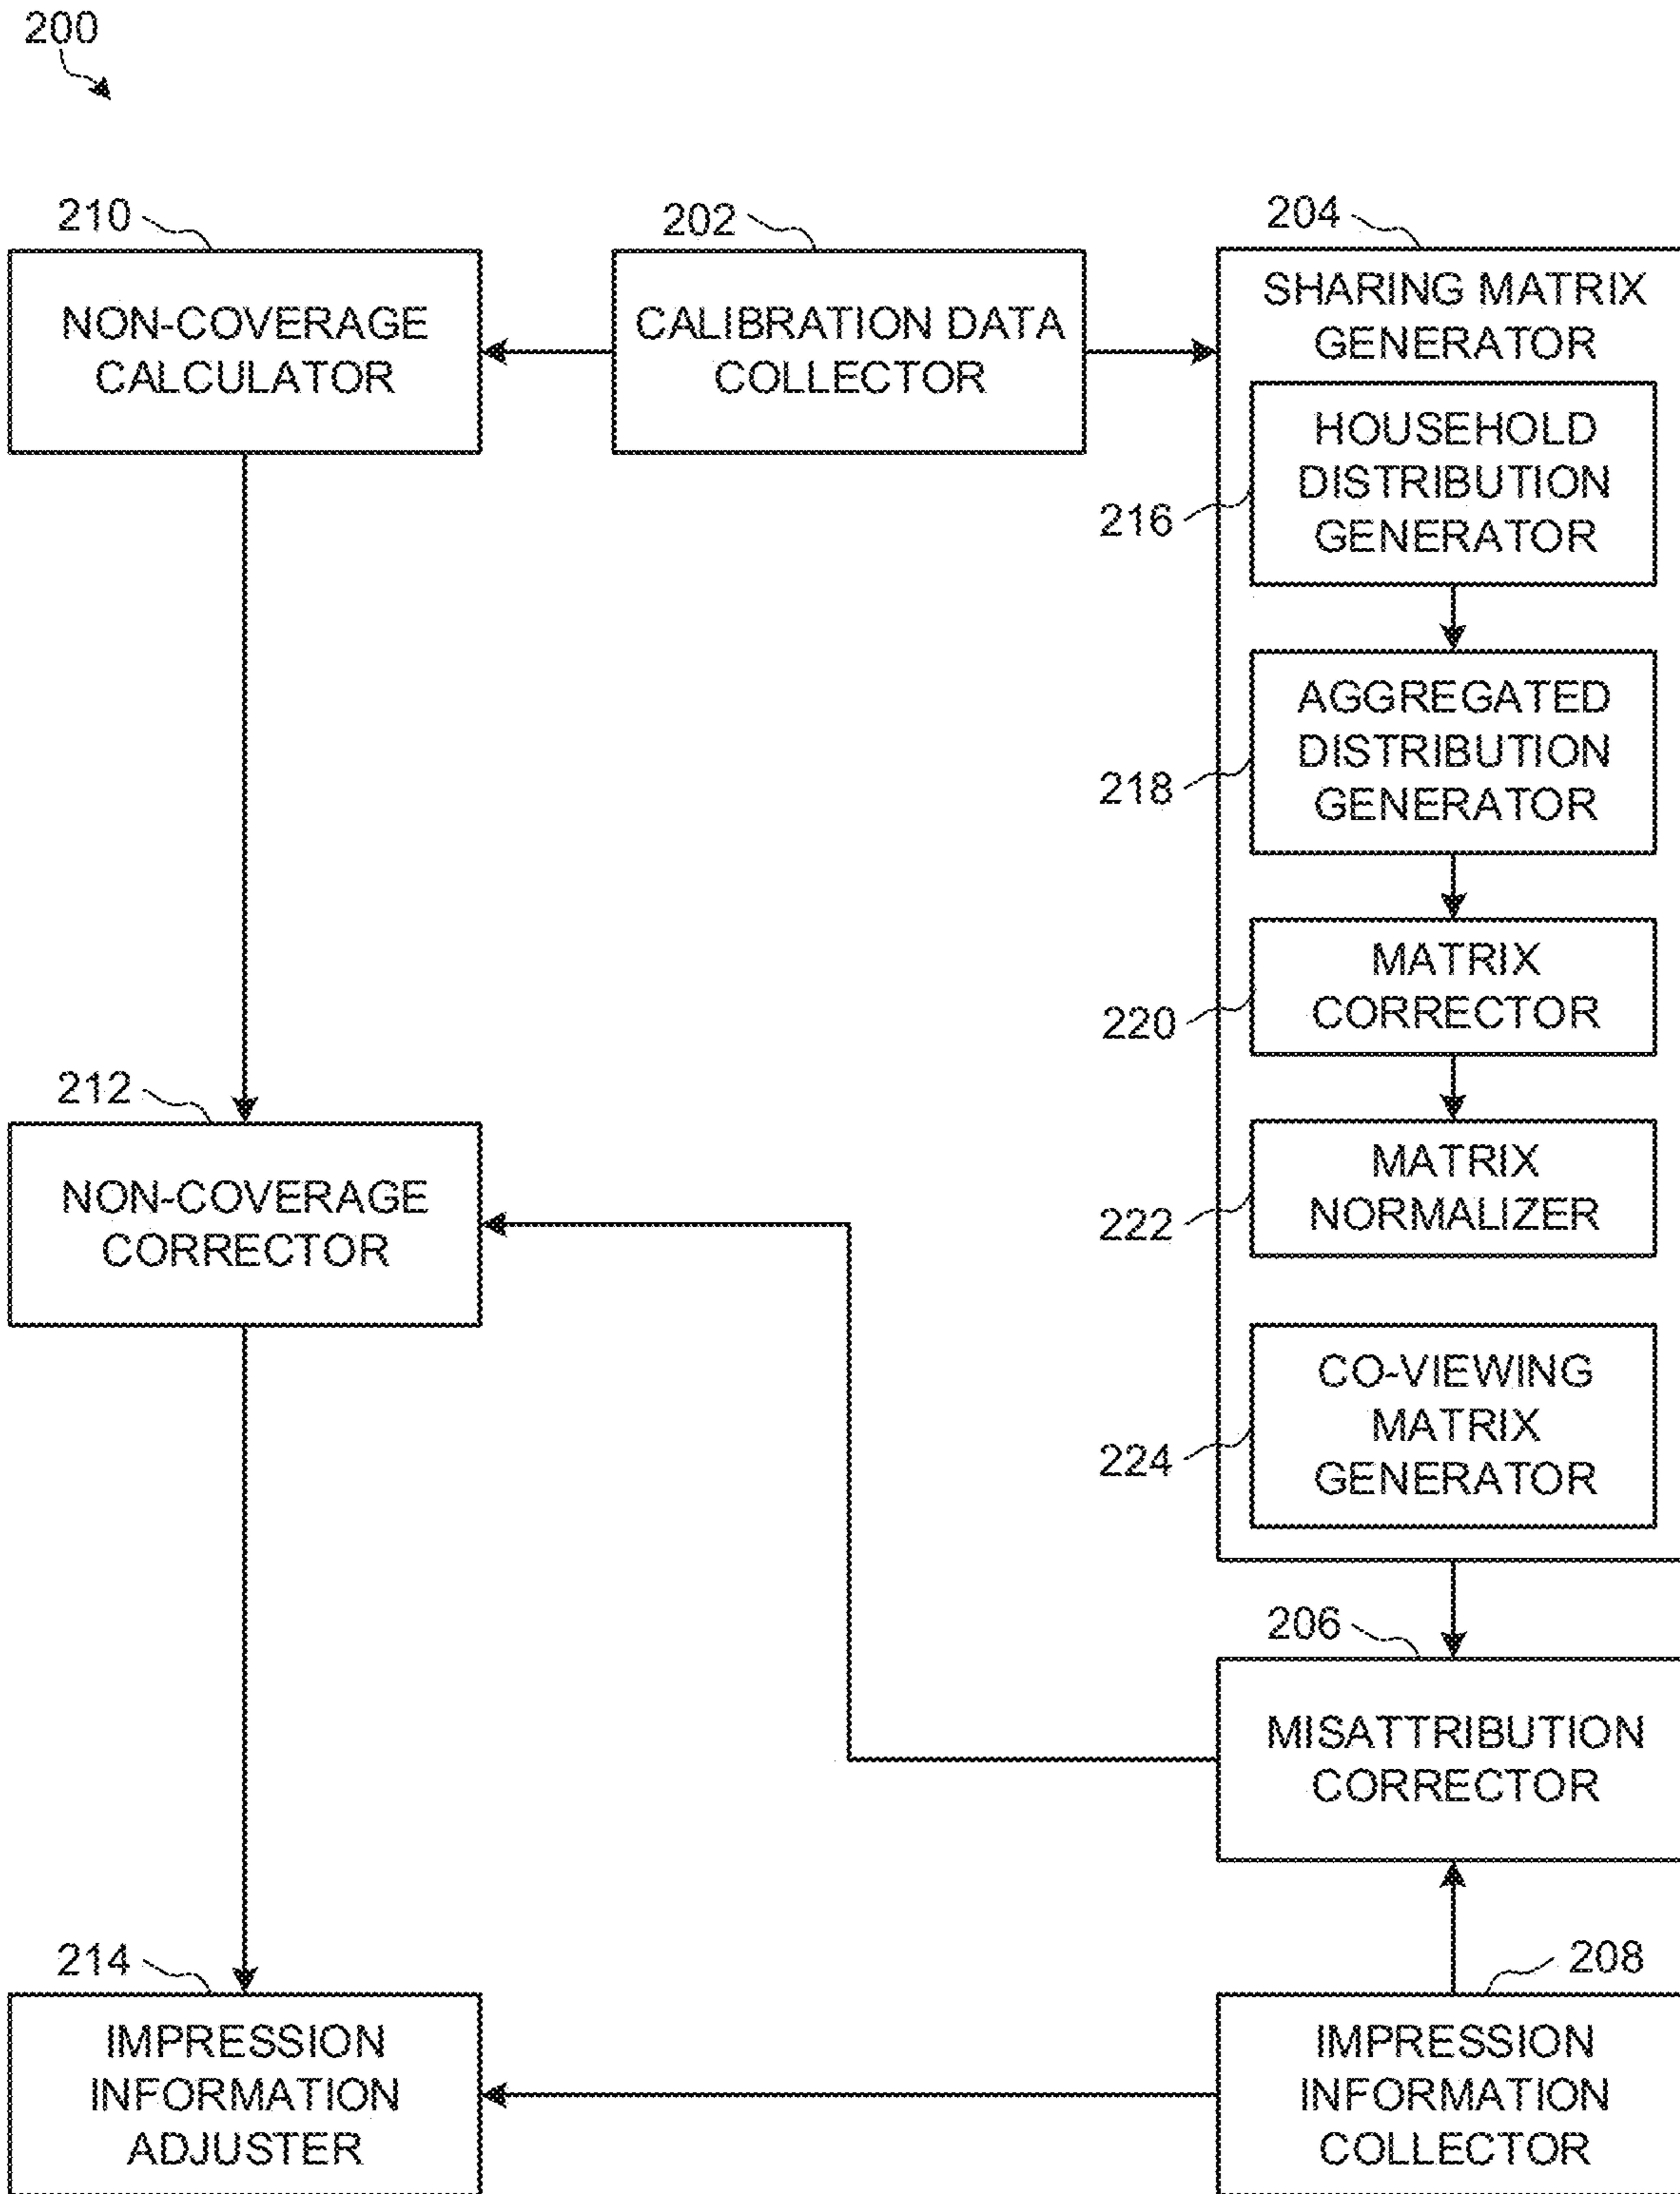 200
210
202
204
NON-COVERAGE
CALCULATOR
CALIBRATION DATA
COLLECTOR
SHARING MATRIX
GENERATOR
HOUSEHOLD
DISTRIBUTION
GENERATOR
216
AGGREGATED
DISTRIBUTION
GENERATOR
218
MATRIX
CORRECTOR
220
212
NON-COVERAGE
CORRECTOR
MATRIX
NORMALIZER
222
CO-VIEWING
MATRIX
GENERATOR
224
206
MISATTRIBUTION
CORRECTOR
214
208
IMPRESSION
INFORMATION
ADJUSTER
IMPRESSION
INFORMATION
COLLECTOR